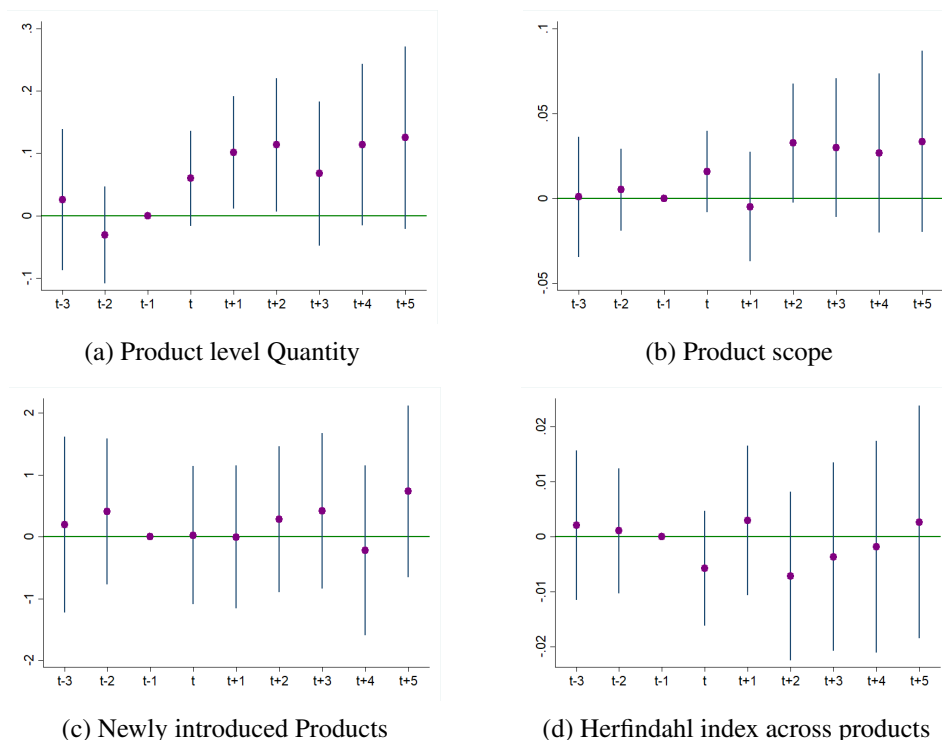 .3
.2
.1
0
-.1
t-3 t-2 t-1 t t+1 t+2 t+3 t+4 t+5
(a) Product level Quantity
.1
.05
0
-.05
t-3 t-2 t-1 t t+1 t+2 t+3 t+4 t+5
(b) Product scope
2
1
0
-1
-2
t-3 t-2 t-1 t t+1 t+2 t+3 t+4 t+5
(c) Newly introduced Products
.02
.01
0
-.01
-.02
t-3 t-2 t-1 t t+1 t+2 t+3 t+4 t+5
(d) Herfindahl index across products